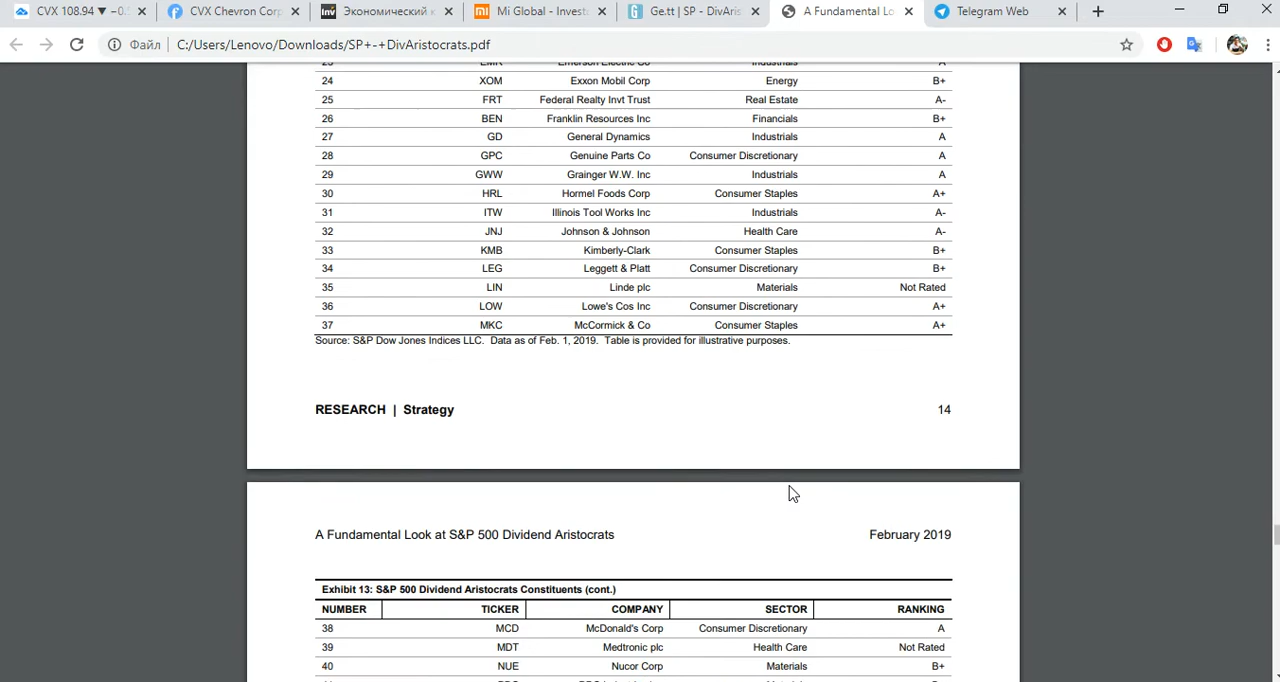 CVX 108.94 ▼ −0.
CVX Chevron Corp
Экономический к
Mi Global - Invest
Ge.tt | SP - DivAris
A Fundamental Lo
Telegram Web
Файл C:/Users/Lenovo/Downloads/SP+-+DivAristocrats.pdf
23 EMR Emerson Electric Co Industrials A
24 XOM Exxon Mobil Corp Energy B+
25 FRT Federal Realty Invt Trust Real Estate A-
26 BEN Franklin Resources Inc Financials B+
27 GD General Dynamics Industrials A
28 GPC Genuine Parts Co Consumer Discretionary A
29 GWW Grainger W.W. Inc Industrials A
30 HRL Hormel Foods Corp Consumer Staples A+
31 ITW Illinois Tool Works Inc Industrials A-
32 JNJ Johnson & Johnson Health Care A-
33 KMB Kimberly-Clark Consumer Staples B+
34 LEG Leggett & Platt Consumer Discretionary B+
35 LIN Linde plc Materials Not Rated
36 LOW Lowe's Cos Inc Consumer Discretionary A+
37 MKC McCormick & Co Consumer Staples A+
Source: S&P Dow Jones Indices LLC. Data as of Feb. 1, 2019. Table is provided for illustrative purposes.
RESEARCH | Strategy 14
A Fundamental Look at S&P 500 Dividend Aristocrats February 2019
Exhibit 13: S&P 500 Dividend Aristocrats Constituents (cont.)
NUMBER TICKER COMPANY SECTOR RANKING
38 MCD McDonald's Corp Consumer Discretionary A
39 MDT Medtronic plc Health Care Not Rated
40 NUE Nucor Corp Materials B+